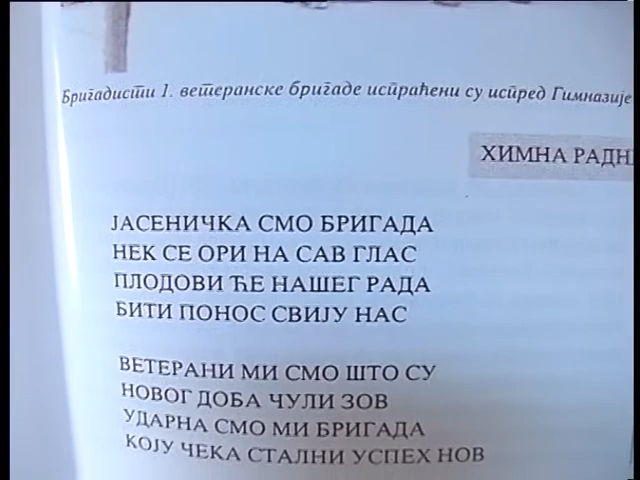 Бригадисти 1. ветеранске бригаде испраћени су испред Гимназије
ХИМНА
ЈАСЕНИЧКА СМО БРИГАДА
НЕК СЕ ОРИ НА САВ ГЛАС
ПЛОДОВИ ЋЕ НАШЕГ РАДА
БИТИ ПОНОС СВИЈУ НАС
ВЕТЕРАНИ МИ СМО ШТО СУ
НОВОГ ДОБА ЧУЛИ ЗОВ
УДАРНА СМО МИ БРИГАДА
КОЈУ ЧЕКА СТАЛНИ УСПЕХ НОВ